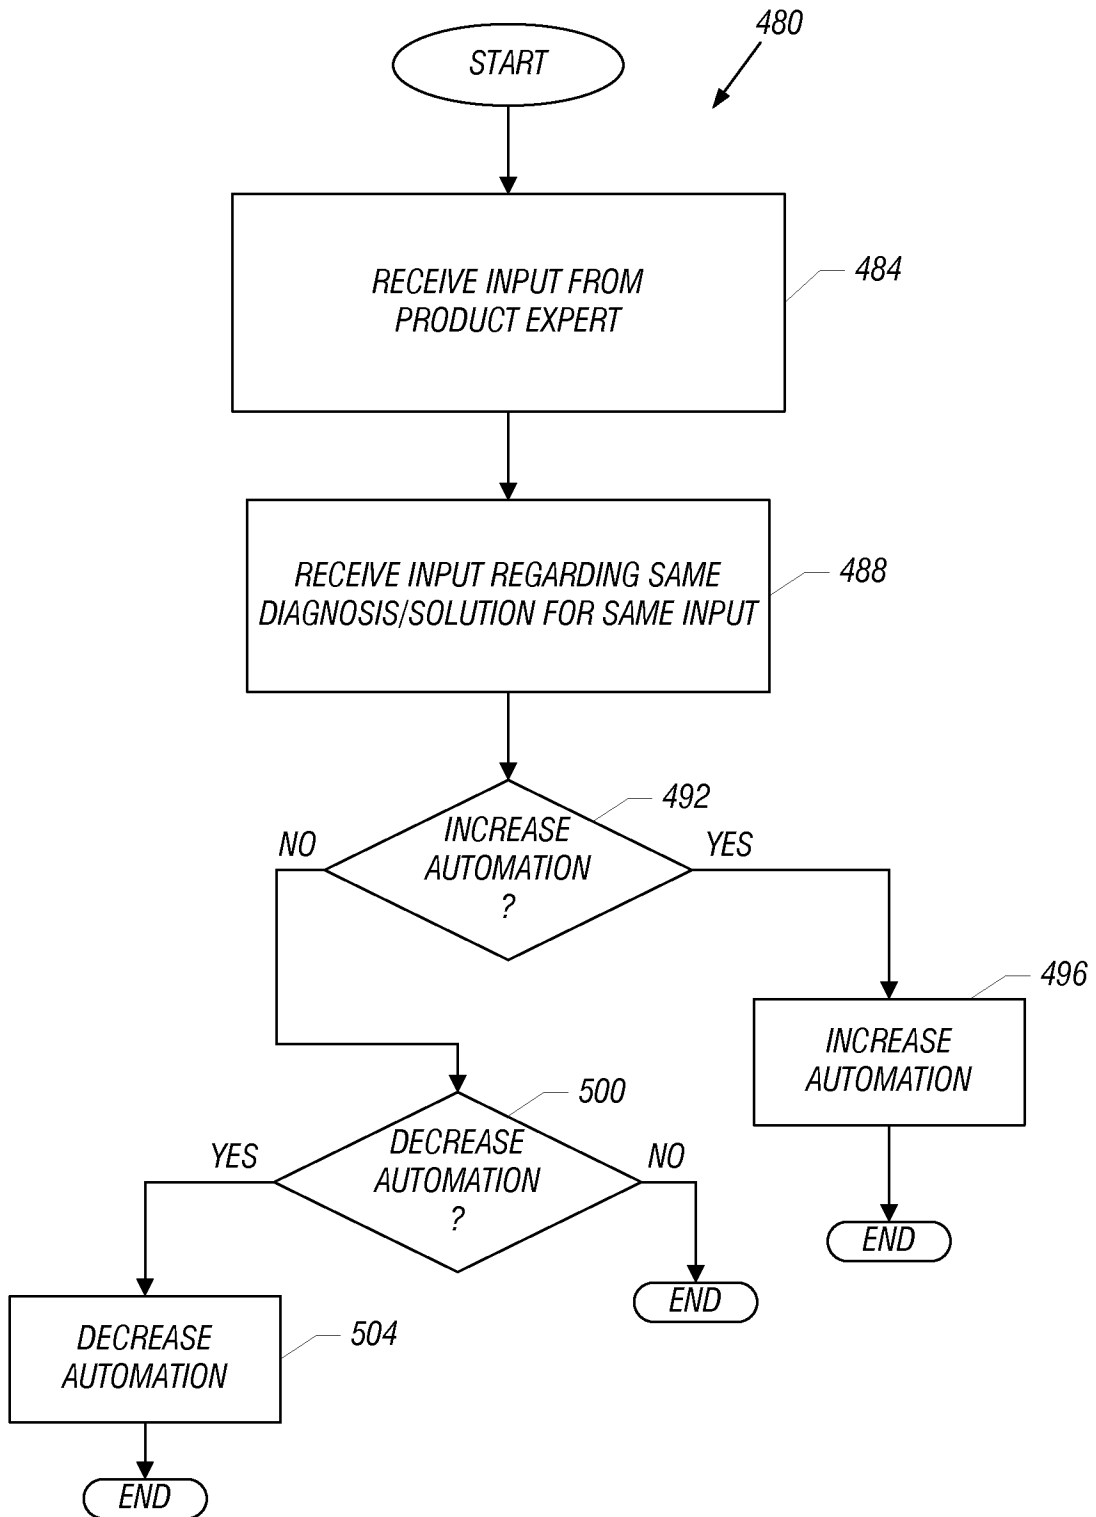 480
START
RECEIVE INPUT FROM
PRODUCT EXPERT
484
RECEIVE INPUT REGARDING SAME
DIAGNOSIS/SOLUTION FOR SAME INPUT
488
492
NO
INCREASE
AUTOMATION
?
YES
496
INCREASE
AUTOMATION
END
500
YES
DECREASE
AUTOMATION
?
NO
END
DECREASE
AUTOMATION
504
END